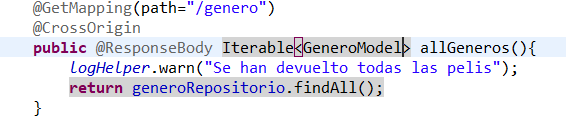 @GetMapping(path="/genero")
@CrossOrigin
public @ResponseBody Iterable<GeneroModel> allGeneros(){
logHelper.warn("Se han devuelto todas las pelis");
return generoRepositorio.findAll();
}